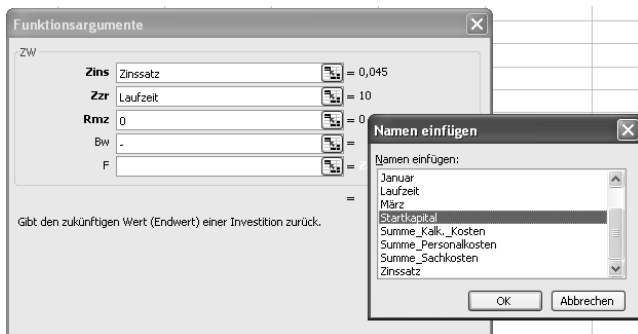 Funktionsargumente
ZW
Zins Zinssatz = 0,045
Zzr Laufzeit = 10
Rmz 0 = 0
Bw - =
F =
=
Gibt den zukünftigen Wert (Endwert) einer Investition zurück.
Namen einfügen
Namen einfügen:
Januar
Laufzeit
März
Startkapital
Summe_Kalk._Kosten
Summe_Personalkosten
Summe_Sachkosten
Zinssatz
OK Abbrechen